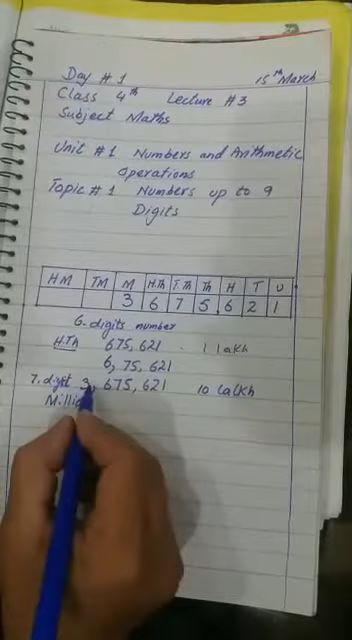 Day # 1 15th March
Class 4th Lecture # 3
Subject Maths
Unit # 1 Numbers and Arithmetic
Operations
Topic # 1 Numbers up to 9
Digits
HM TM M H.Th T.Th Th H T U
3 6 7 5,6 2 1
6-digits number
H.Th 675,621 1 lakh
6,75,621
7.digit 3,675,621 10 lalkh